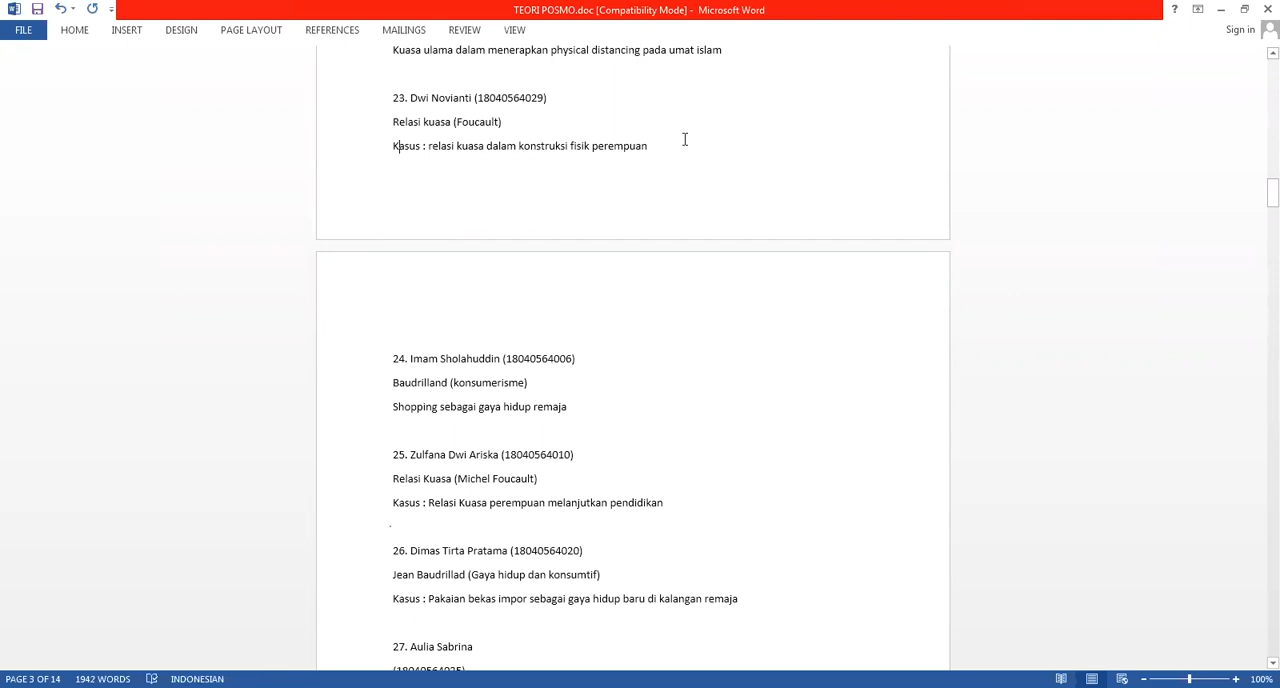 TEORI POSMO.doc [Compatibility Mode] - Microsoft Word
?
FILE HOME INSERT DESIGN PAGE LAYOUT REFERENCES MAILINGS REVIEW VIEW Sign in
Kuasa ulama dalam menerapkan physical distancing pada umat islam
23. Dwi Novianti (18040564029)
Relasi kuasa (Foucault)
Kasus : relasi kuasa dalam konstruksi fisik perempuan
24. Imam Sholahuddin (18040564006)
Baudrilland (konsumerisme)
Shopping sebagai gaya hidup remaja
25. Zulfana Dwi Ariska (18040564010)
Relasi Kuasa (Michel Foucault)
Kasus : Relasi Kuasa perempuan melanjutkan pendidikan
.
26. Dimas Tirta Pratama (18040564020)
Jean Baudrillad (Gaya hidup dan konsumtif)
Kasus : Pakaian bekas impor sebagai gaya hidup baru di kalangan remaja
27. Aulia Sabrina
(18040564025)
PAGE 3 OF 14 1942 WORDS INDONESIAN 100%